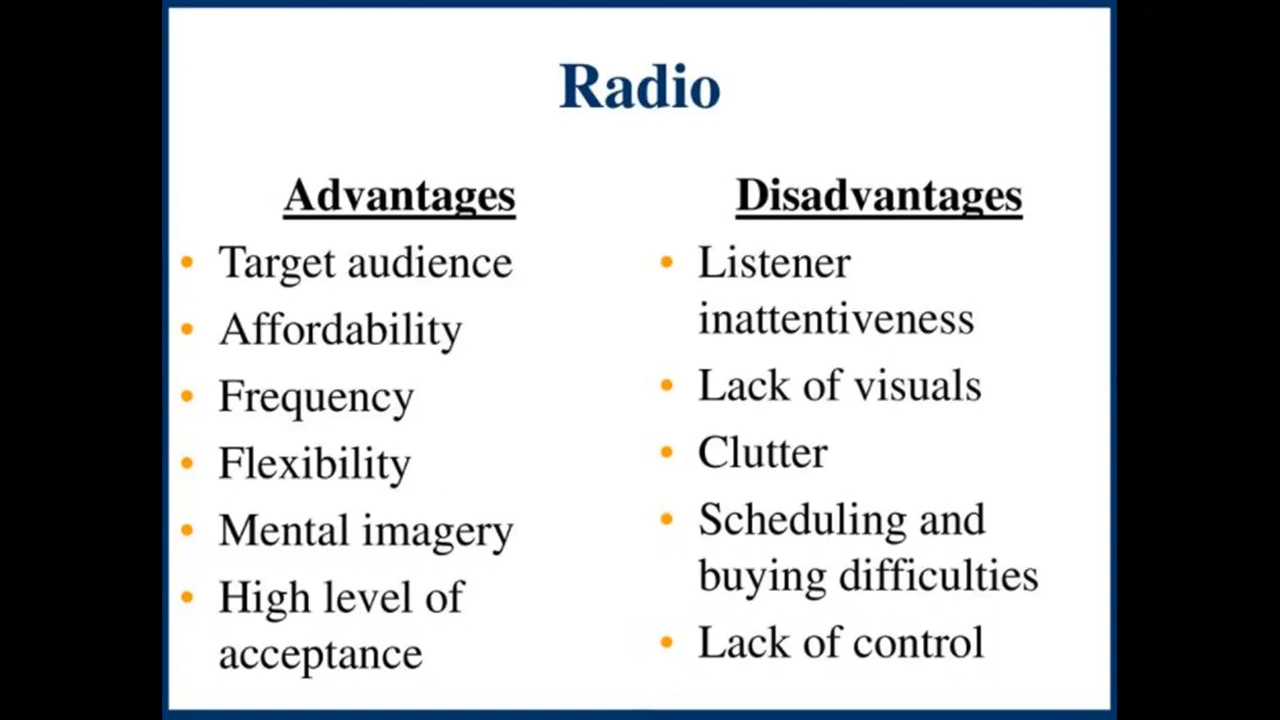 Radio
Advantages
Target audience
Affordability
Frequency
Flexibility
Mental imagery
High level of
acceptance
Disadvantages
Listener
inattentiveness
Lack of visuals
Clutter
Scheduling and
buying difficulties
Lack of control